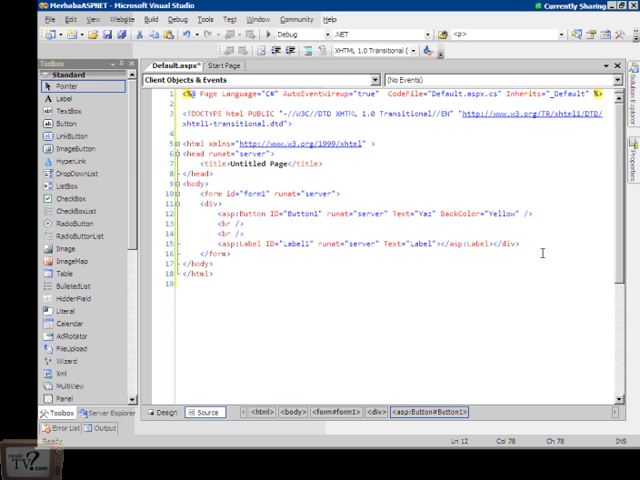 MerhabaASPNET - Microsoft Visual Studio
Currently Sharing
File Edit View Website Build Debug Tools Test Window Community Help
Debug .NET <p>
XHTML 1.0 Transitional (
Toolbox
Default.aspx* Start Page
Standard
Client Objects & Events (No Events)
Pointer
Label
TextBox
Button
LinkButton
ImageButton
HyperLink
DropDownList
ListBox
CheckBox
CheckBoxList
RadioButton
RadioButtonList
Image
ImageMap
Table
BulletedList
HiddenField
Literal
Calendar
AdRotator
FileUpload
Wizard
Xml
MultiView
Panel
1 <%@ Page Language="C#" AutoEventWireup="true" CodeFile="Default.aspx.cs" Inherits="_Default" %>
2
3 <!DOCTYPE html PUBLIC "-//W3C//DTD XHTML 1.0 Transitional//EN" "http://www.w3.org/TR/xhtml1/DTD/
xhtml1-transitional.dtd">
4
5 <html xmlns="http://www.w3.org/1999/xhtml" >
6 <head runat="server">
7 <title>Untitled Page</title>
8 </head>
9 <body>
10 <form id="form1" runat="server">
11 <div>
12 <asp:Button ID="Button1" runat="server" Text="Yaz" BackColor="Yellow" />
13 <br />
14 <br />
15 <asp:Label ID="Label1" runat="server" Text="Label"></asp:Label></div>
16 </form>
17 </body>
18 </html>
19
Solution Explorer
Properties
Toolbox Server Explorer
Design Source <html> <body> <form#form1> <div> <asp:Button#Button1>
Error List Output
Ready Ln 12 Col 78 Ch 78 INS
TV?.com